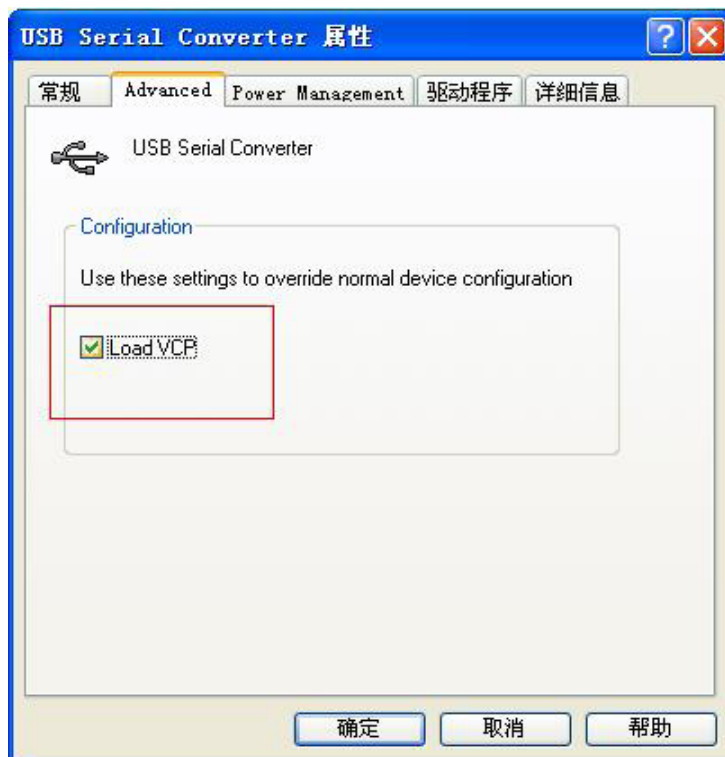 USB Serial Converter 属性
常规 Advanced Power Management 驱动程序 详细信息
USB Serial Converter
Configuration
Use these settings to override normal device configuration
Load VCP
确定 取消 帮助